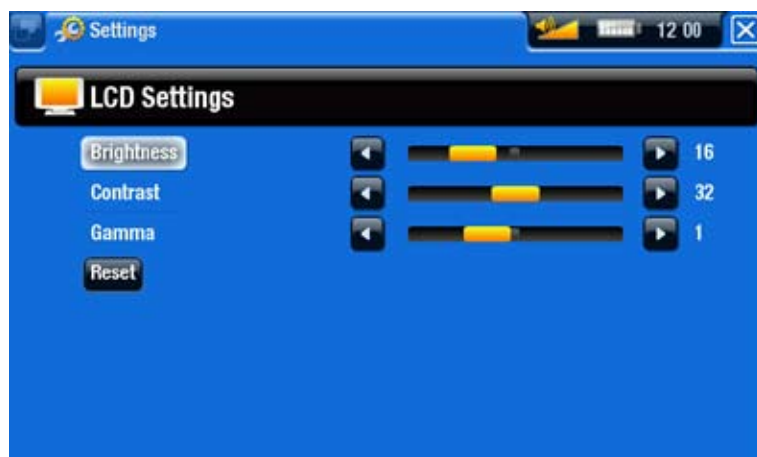 Settings 12 00
LCD Settings
Brightness 16
Contrast 32
Gamma 1
Reset